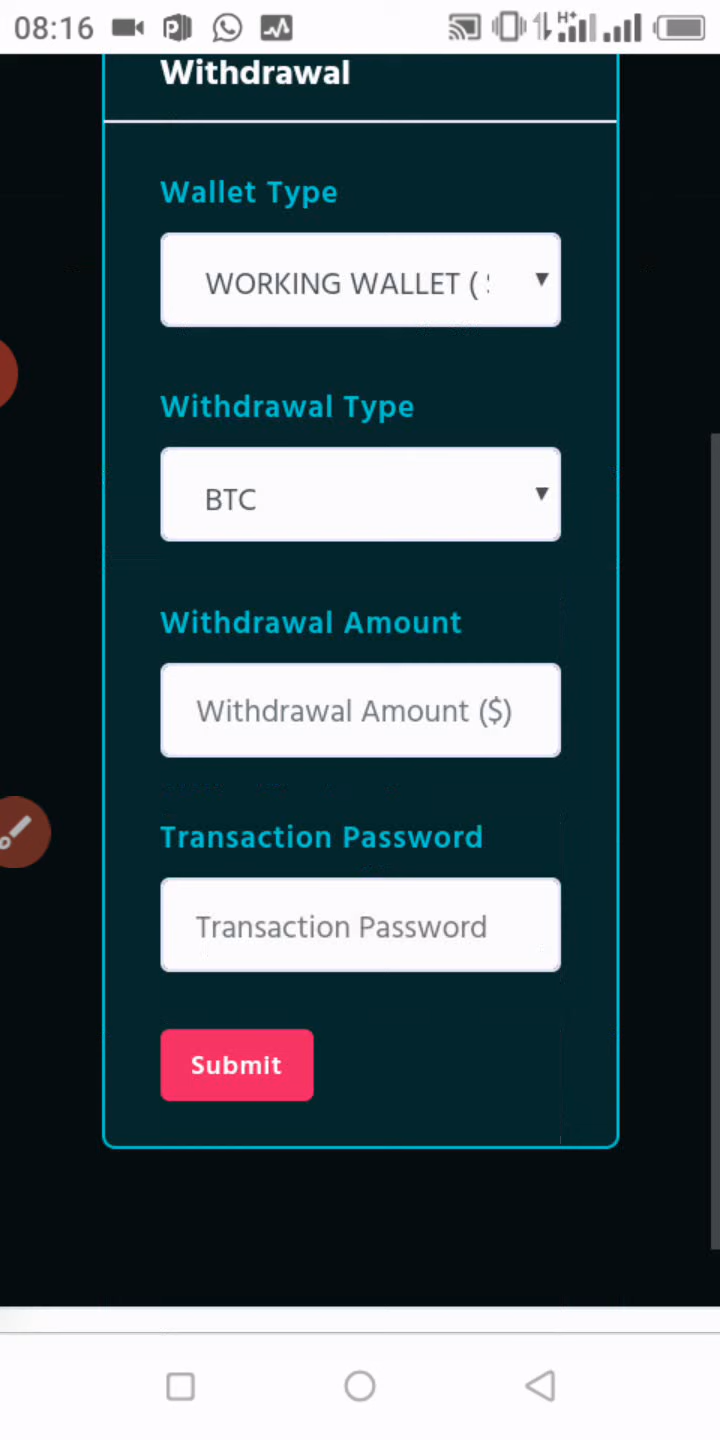 08:16
H+
Withdrawal
Wallet Type
WORKING WALLET (
Withdrawal Type
BTC
Withdrawal Amount
Withdrawal Amount ($)
Transaction Password
Transaction Password
Submit